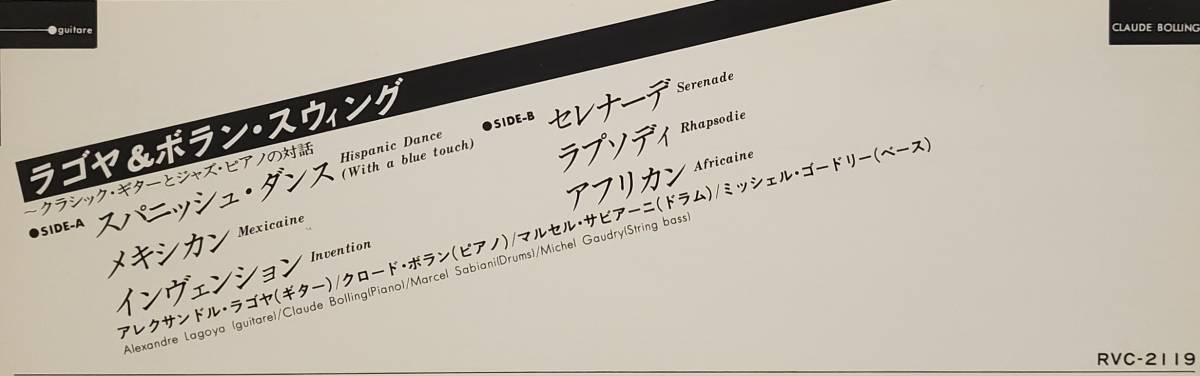 guitare
CLAUDE BOLLING
ラゴヤ&ボラン・スウィング
~クラシック・ギターとジャズ・ピアノの対話
●SIDE-A
スパニッシュ・ダンス Hispanic Dance
(With a blue touch)
メキシカン Mexicaine
インヴェンション Invention
●SIDE-B
セレナーデ Serenade
ラプソディ Rhapsodie
アフリカン Africaine
アレクサンドル・ラゴヤ(ギター)/クロード・ボラン(ピアノ)/マルセル・サビアーニ(ドラム)/ミッシェル・ゴードリー(ベース)
Alexandre Lagoya (guitare)/Claude Bolling(Piano)/Marcel Sabiani(Drums)/Michel Gaudry(String bass)
RVC-2119